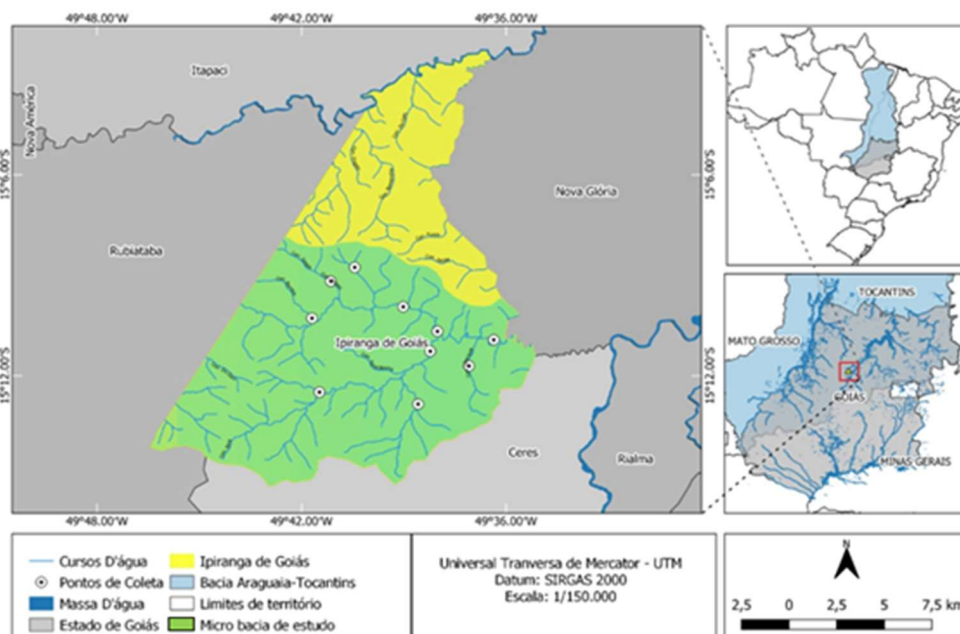 49°48.00'W 49°42.00'W 49°36.00'W
Itapaci
Nova América
15°6.00'S
15°6.00'S
Nova Glória
Rubiataba
Ipiranga de Goiás
15°12.00'S
15°12.00'S
Ceres
Rialma
49°48.00'W 49°42.00'W 49°36.00'W
TOCANTINS
MATO GROSSO
GOIÁS
MINAS GERAIS
Cursos D'água
Pontos de Coleta
Massa D'água
Estado de Goiás
Ipiranga de Goiás
Bacia Araguaia-Tocantins
Limites de território
Micro bacia de estudo
Universal Tranversa de Mercator - UTM
Datum: SIRGAS 2000
Escala: 1/150.000
N
2,5 0 2,5 5 7,5 km